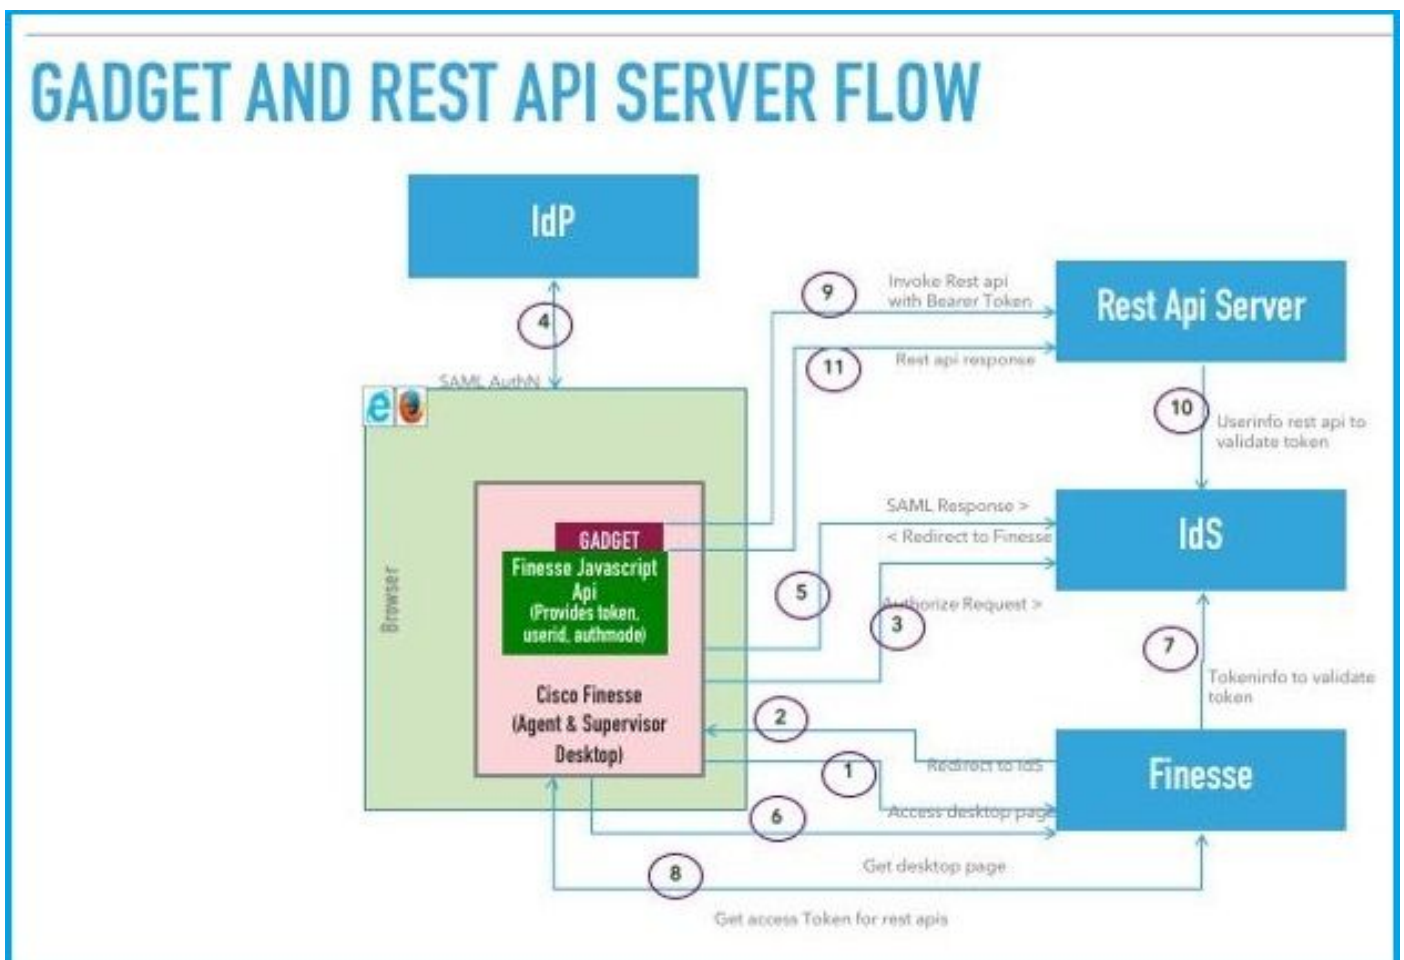 GADGET AND REST API SERVER FLOW
IdP
4
SAML AuthN
9
Invoke Rest api
with Bearer Token
Rest Api Server
11
Rest api response
10
Userinfo rest api to
validate token
Browser
GADGET
Finesse Javascript
Api
(Provides token,
userid, authmode)
Cisco Finesse
(Agent & Supervisor
Desktop)
SAML Response >
< Redirect to Finesse
IdS
5
Authorize Request >
3
7
Tokeninfo to validate
token
2
Redirect to IdS
1
Access desktop page
Finesse
6
Get desktop page
8
Get access Token for rest apis